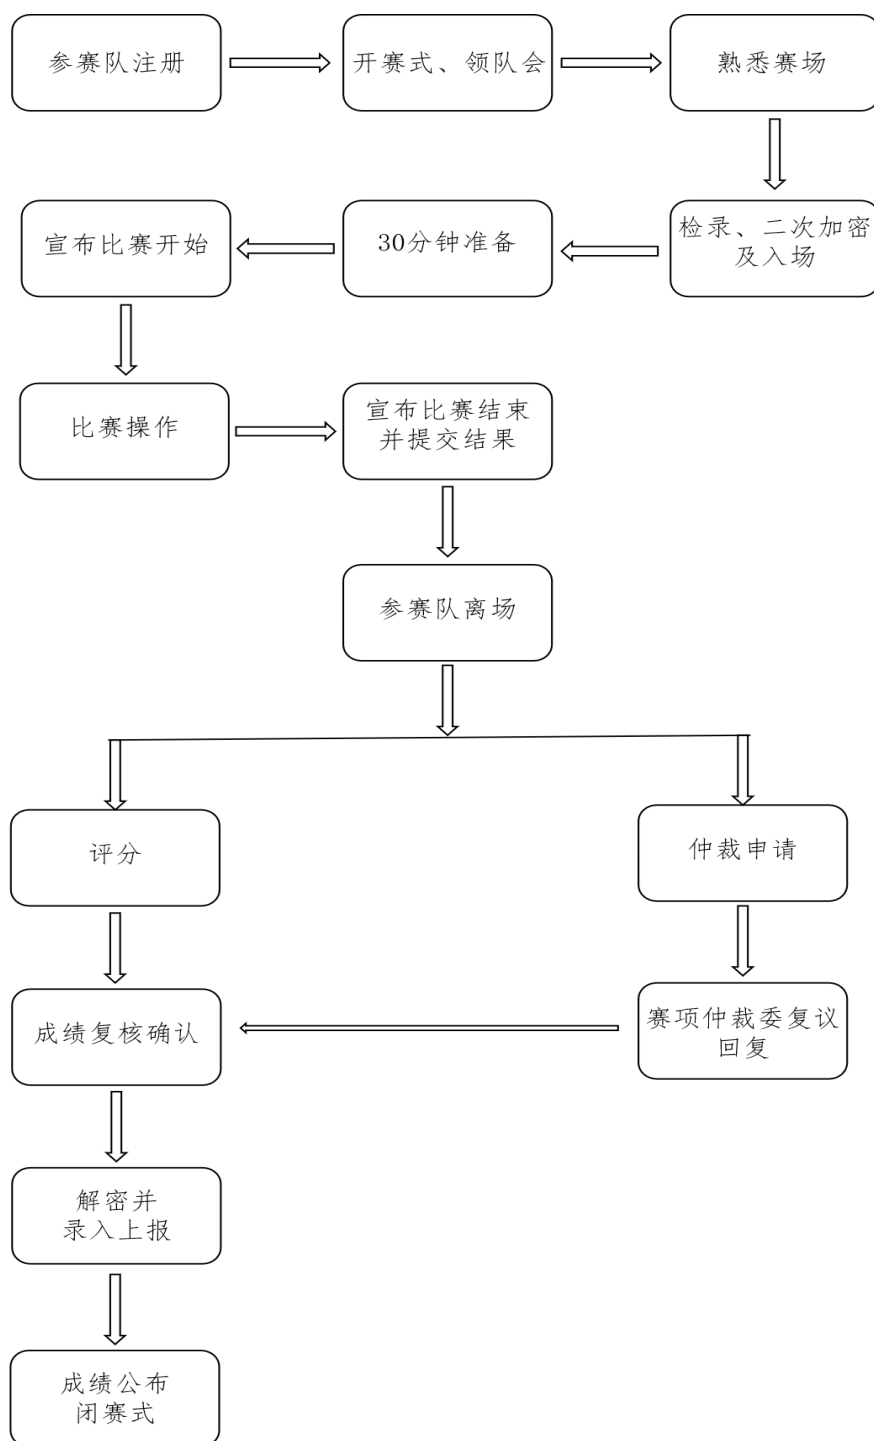 参赛队注册
开赛式、领队会
熟悉赛场
检录、二次加密
及入场
30分钟准备
宣布比赛开始
比赛操作
宣布比赛结束
并提交结果
参赛队离场
评分
仲裁申请
成绩复核确认
赛项仲裁委复议
回复
解密并
录入上报
成绩公布
闭赛式